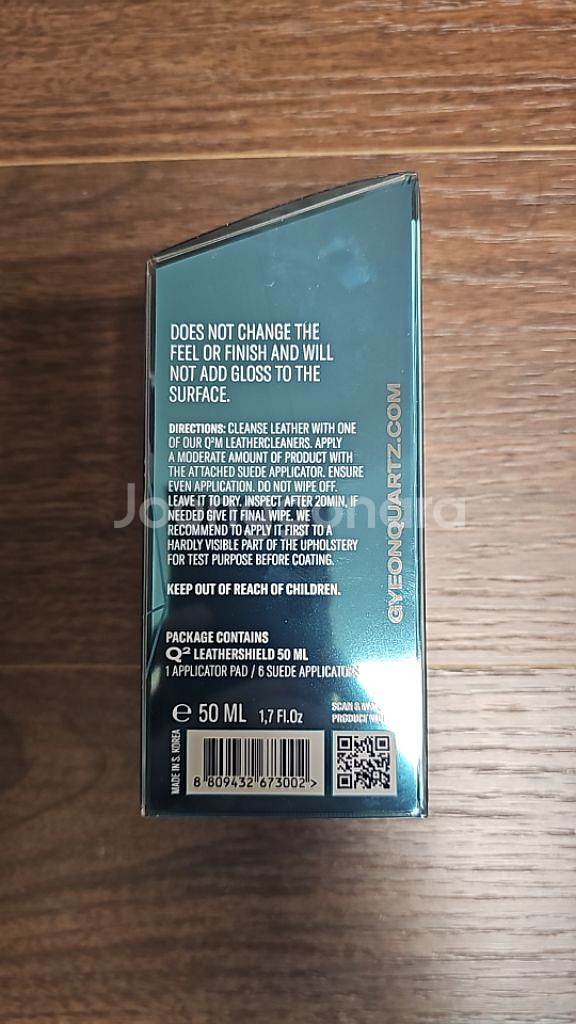 DOES NOT CHANGE THE
FEEL OR FINISH AND WILL
NOT ADD GLOSS TO THE
SURFACE.
DIRECTIONS: CLEANSE LEATHER WITH ONE
OF OUR Q²M LEATHERCLEANERS. APPLY
A MODERATE AMOUNT OF PRODUCT WITH
THE ATTACHED SUEDE APPLICATOR. ENSURE
EVEN APPLICATION. DO NOT WIPE OFF.
LEAVE IT TO DRY. INSPECT AFTER 20MIN, IF
NEEDED GIVE IT FINAL WIPE. WE
RECOMMEND TO APPLY IT FIRST TO A
HARDLY VISIBLE PART OF THE UPHOLSTERY
FOR TEST PURPOSE BEFORE COATING.
KEEP OUT OF REACH OF CHILDREN.
GYEONQUARTZ.COM
PACKAGE CONTAINS
Q² LEATHERSHIELD 50 ML
1 APPLICATOR PAD / 6 SUEDE APPLICATORS
℮ 50 ML 1,7 Fl.Oz
SCAN &
PRODUCT
MADE IN S. KOREA
8 809432 673002 >